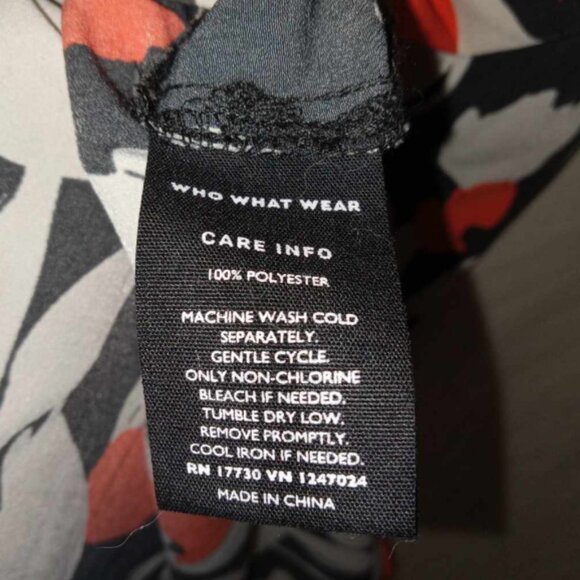 WHO WHAT WEAR
CARE INFO
100% POLYESTER
MACHINE WASH COLD
SEPARATELY.
GENTLE CYCLE.
ONLY NON-CHLORINE
BLEACH IF NEEDED.
TUMBLE DRY LOW.
REMOVE PROMPTLY.
COOL IRON IF NEEDED.
RN 17730 VN 1247024
MADE IN CHINA